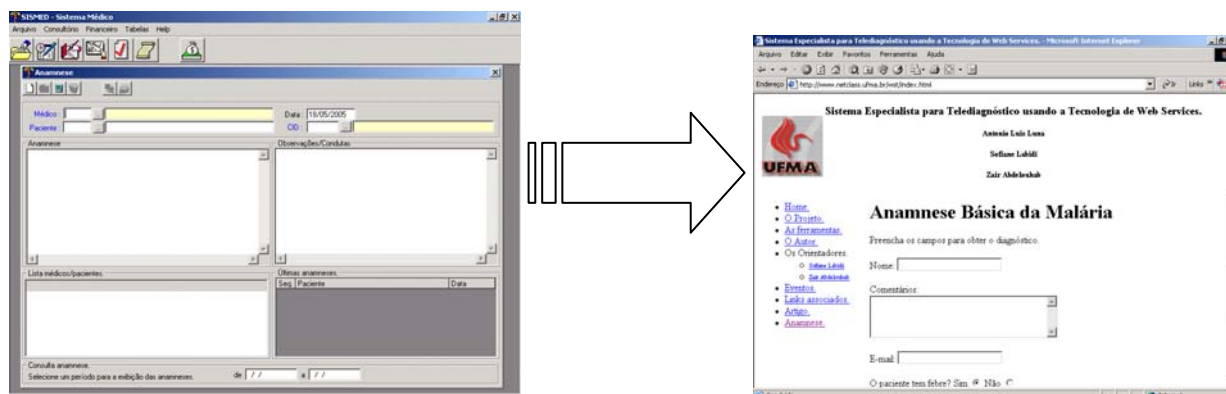 SISMED - Sistema Médico
Arquivo Consultório Financeiro Tabelas Help
Anamnese
Médico:
Data: 18/05/2005
Paciente:
CID:
Anamnese
Observações/Condutas
Lista médicos/pacientes.
Últimas anamneses.
Seq. Paciente Data
Consulta anamnese.
Selecione um período para a exibição das anamneses. de / / a / /
Sistema Especialista para Telediagnóstico usando a Tecnologia de Web Services. - Microsoft Internet Explorer
Arquivo Editar Exibir Favoritos Ferramentas Ajuda
Endereço Links
Sistema Especialista para Telediagnóstico usando a Tecnologia de Web Services.
Antonio Luis Luna
Sofiane Labidi
Zair Abdelouhab
UFMA
Home.
O Projeto.
As ferramentas.
O Autor.
Os Orientadores.
Sofiane Labidi
Zair Abdelouhab
Eventos.
Links associados.
Artigo.
Anamnese.
Anamnese Básica da Malária
Preencha os campos para obter o diagnóstico.
Nome:
Comentários:
E-mail:
O paciente tem febre? Sim Não